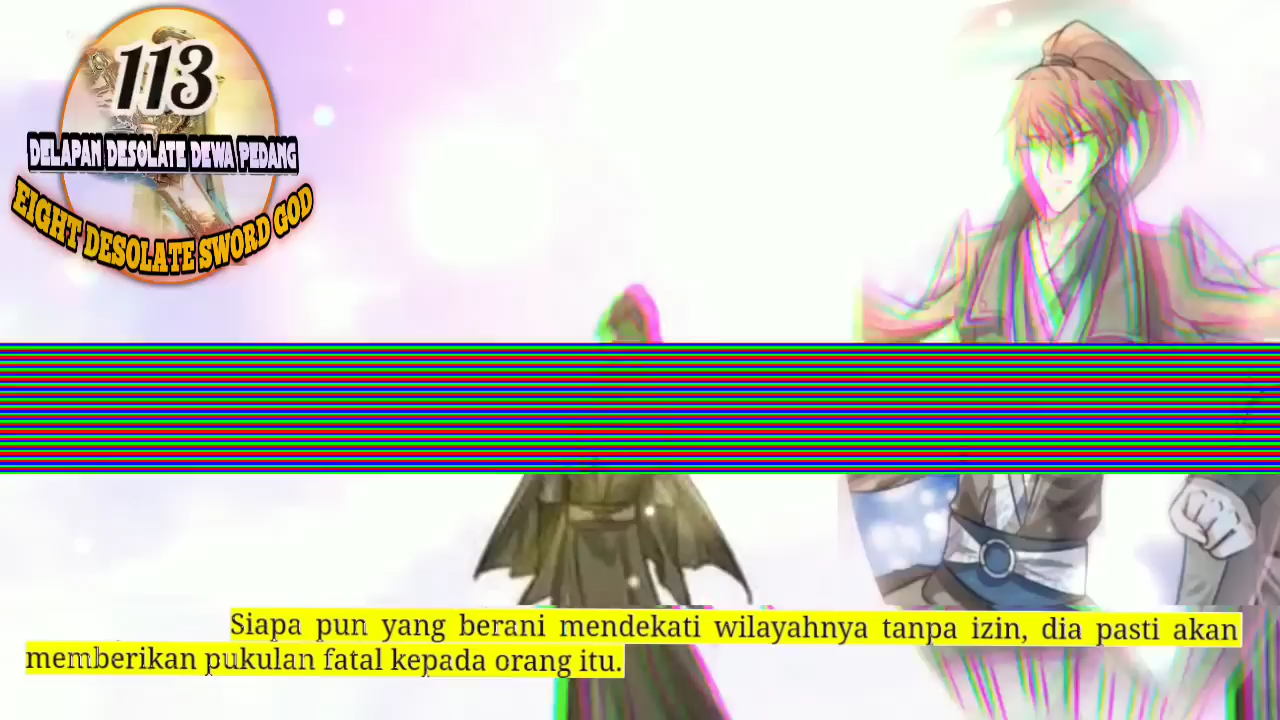 113
DELAPAN DESOLATE DEWA PEDANG
EIGHT DESOLATE SWORD GOD
Siapa pun yang berani mendekati wilayahnya tanpa izin, dia pasti akan
memberikan pukulan fatal kepada orang itu.